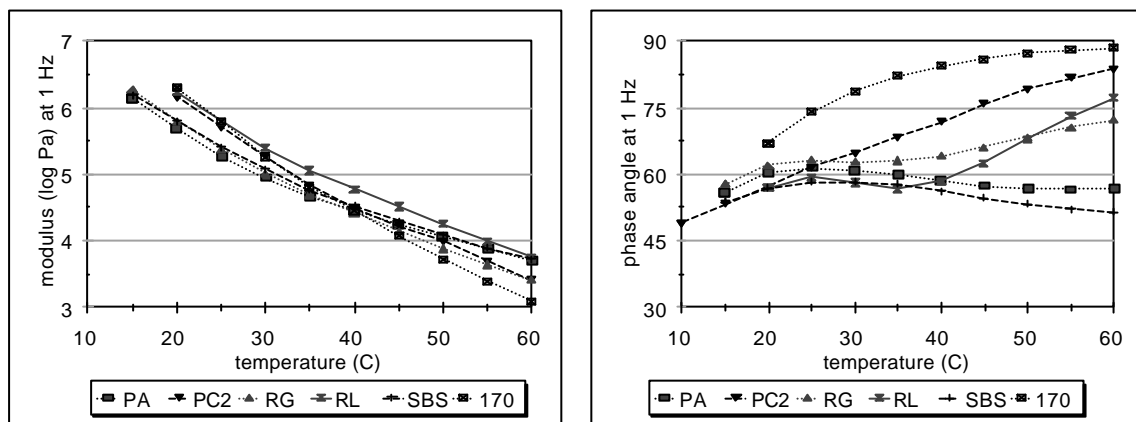 modulus (log Pa) at 1 Hz
7
6
5
4
3
10 20 30 40 50 60
temperature (C)
PA PC2 RG RL SBS 170
phase angle at 1 Hz
90
75
60
45
30
10 20 30 40 50 60
temperature (C)
PA PC2 RG RL SBS 170